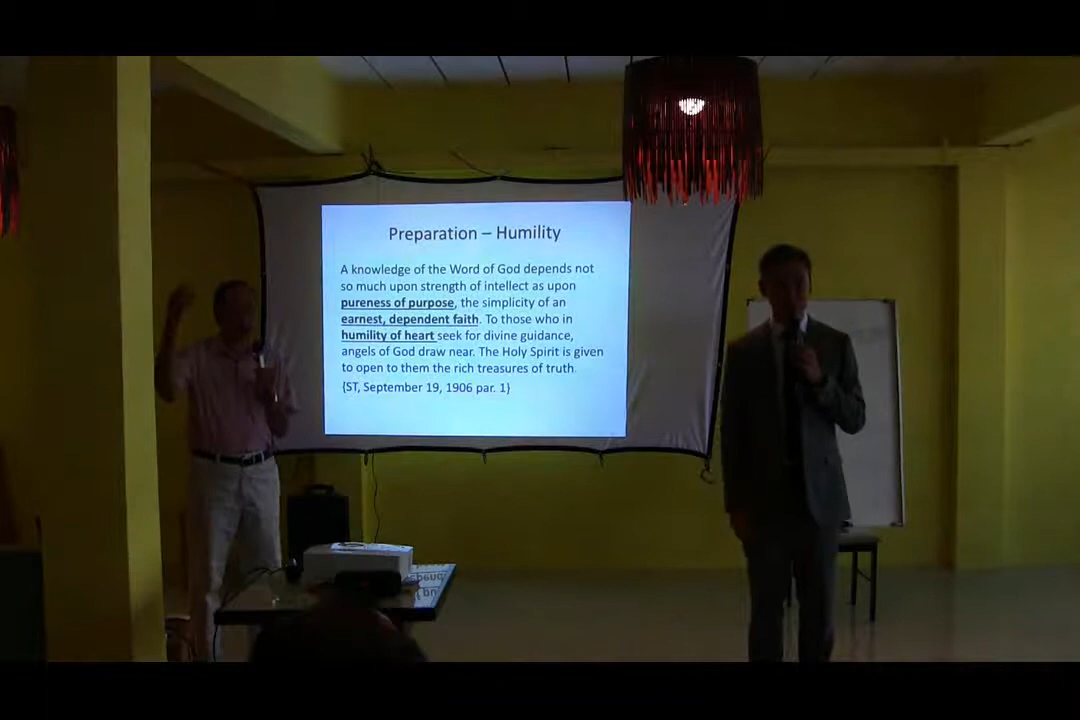 Preparation – Humility
A knowledge of the Word of God depends not
so much upon strength of intellect as upon
pureness of purpose, the simplicity of an
earnest, dependent faith. To those who in
humility of heart seek for divine guidance,
angels of God draw near. The Holy Spirit is given
to open to them the rich treasures of truth.
{ST, September 19, 1906 par. 1}